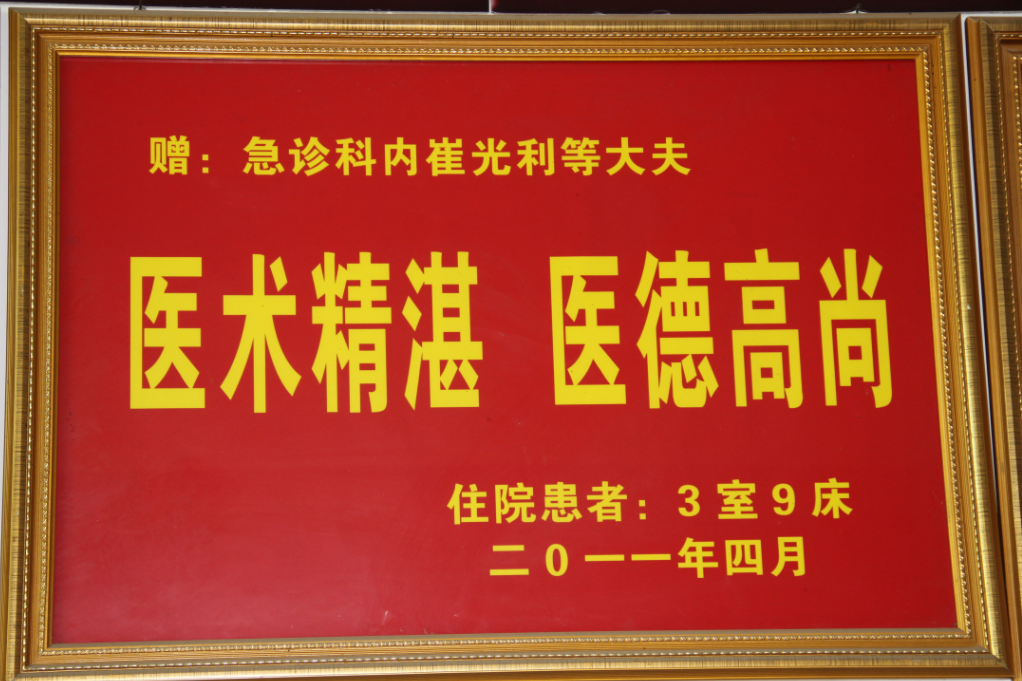 赠：急诊科内崔光利等大夫
医术精湛 医德高尚
住院患者：3室9床
二0一一年四月